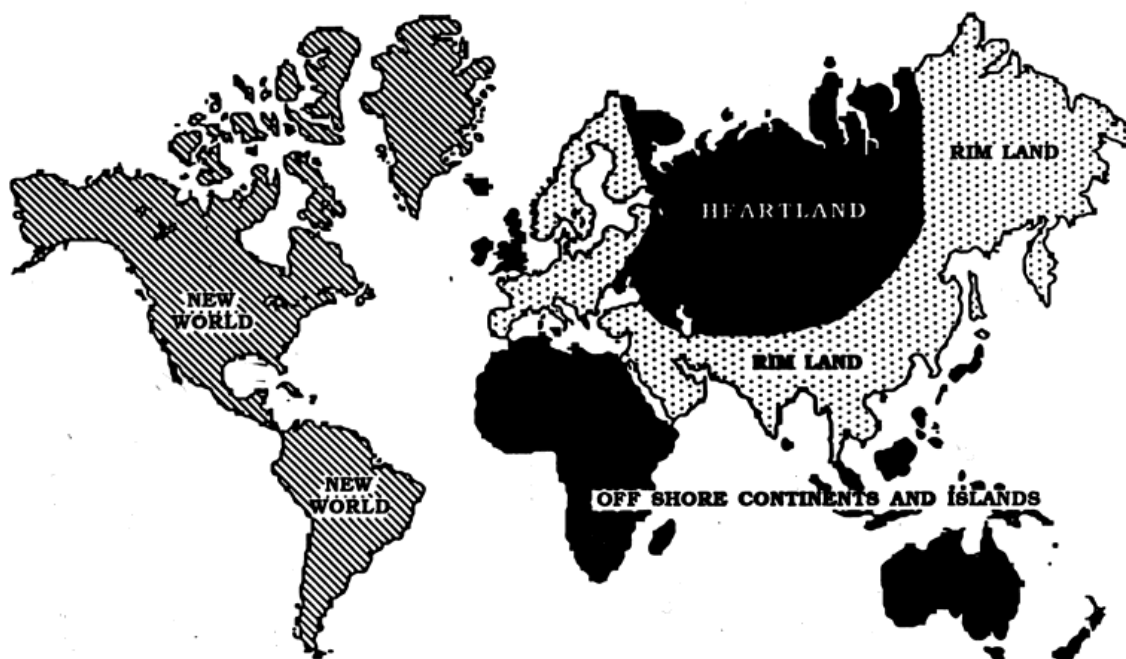 RIM LAND
HEARTLAND
NEW
WORLD
RIM LAND
NEW
WORLD
OFF SHORE CONTINENTS AND ISLANDS